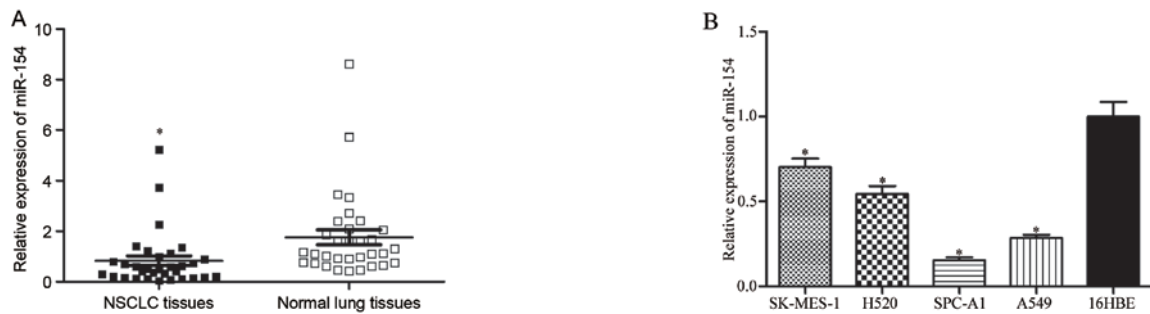 A
Relative expression of miR-154
10
8
6
4
2
0
*
NSCLC tissues
Normal lung tissues
B
Relative expression of miR-154
1.5
1.0
0.5
0.0
*
*
*
*
SK-MES-1
H520
SPC-A1
A549
16HBE